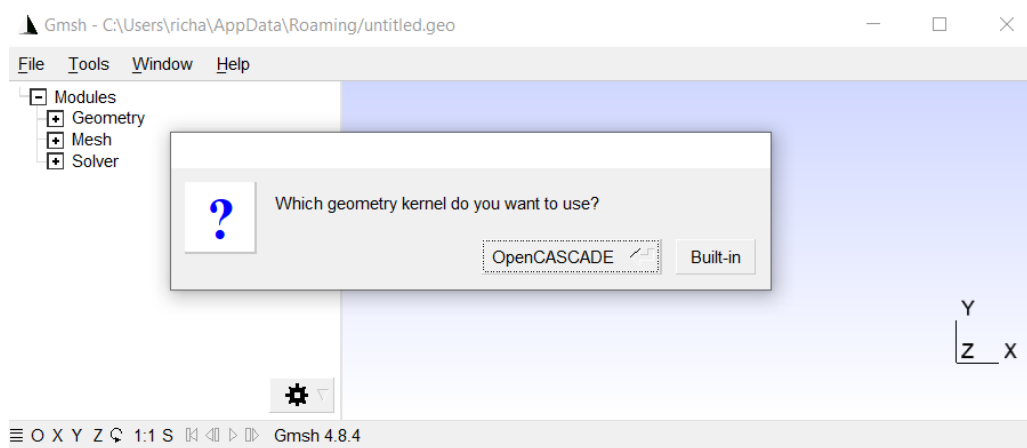 Gmsh - C:\Users\richa\AppData\Roaming/untitled.geo
File Tools Window Help
Modules
Geometry
Mesh
Solver
?
Which geometry kernel do you want to use?
OpenCASCADE Built-in
Y
Z X
O X Y Z 1:1 S Gmsh 4.8.4